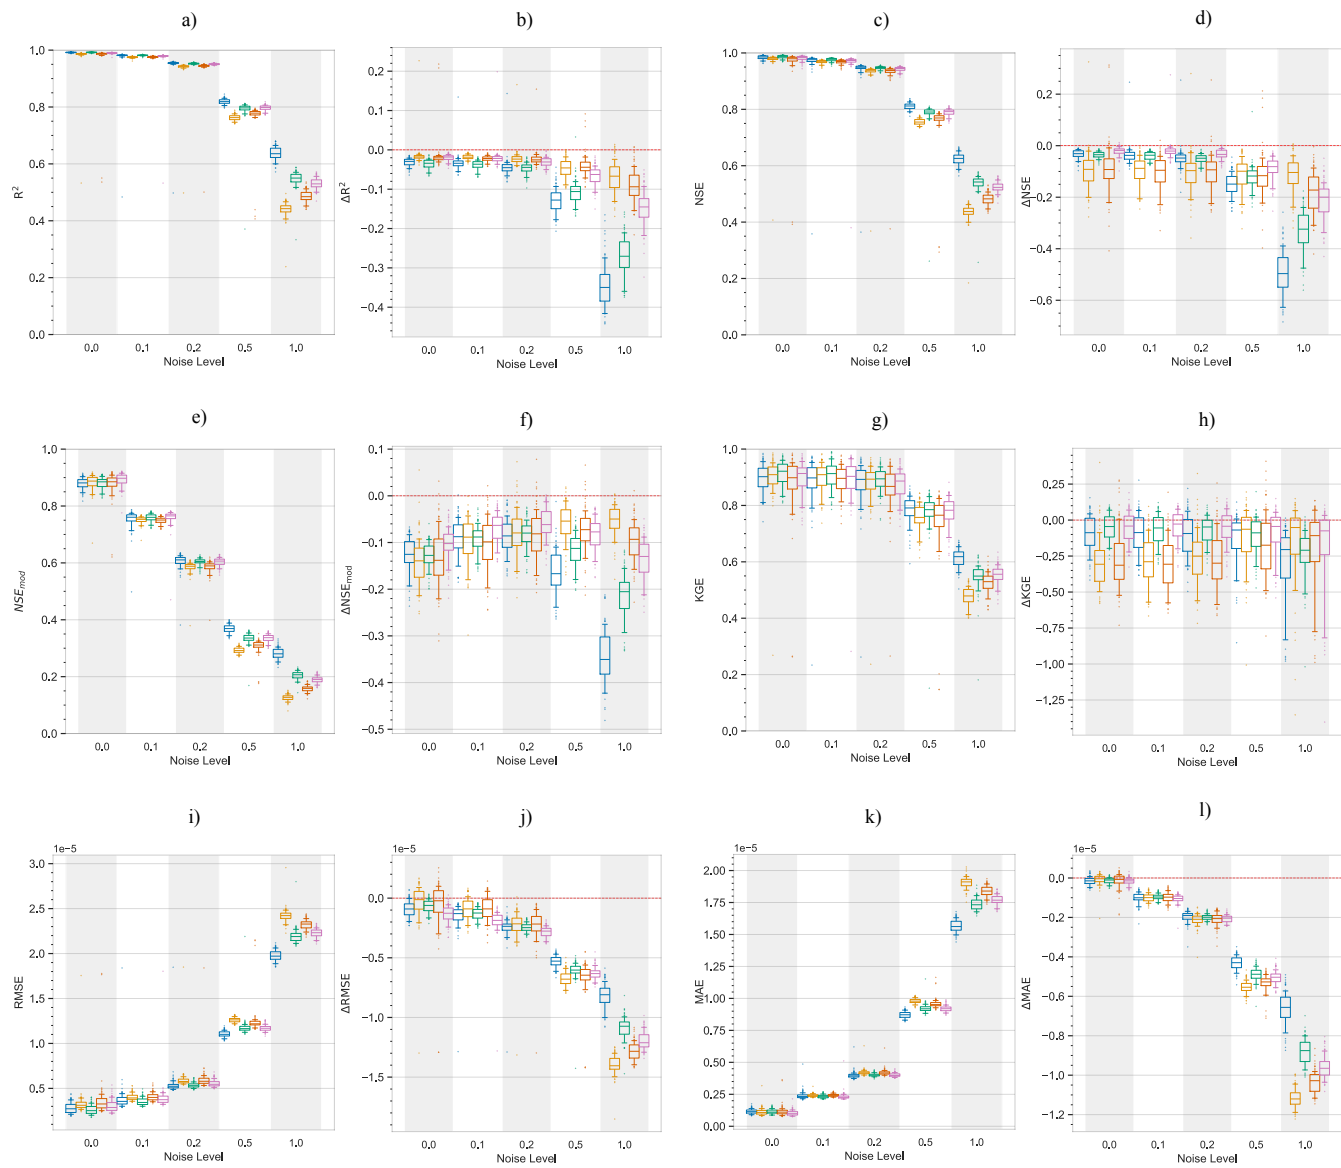 a)
b)
c)
d)
1.0
0.8
0.6
0.4
0.2
0.0
R²
0.0 0.1 0.2 0.5 1.0
Noise Level
0.2
0.1
0.0
−0.1
−0.2
−0.3
−0.4
ΔR²
0.0 0.1 0.2 0.5 1.0
Noise Level
1.0
0.8
0.6
0.4
0.2
0.0
NSE
0.0 0.1 0.2 0.5 1.0
Noise Level
0.2
0.0
−0.2
−0.4
−0.6
ΔNSE
0.0 0.1 0.2 0.5 1.0
Noise Level
e)
f)
g)
h)
1.0
0.8
0.6
0.4
0.2
0.0
NSEmod
0.0 0.1 0.2 0.5 1.0
Noise Level
0.1
0.0
−0.1
−0.2
−0.3
−0.4
−0.5
ΔNSEmod
0.0 0.1 0.2 0.5 1.0
Noise Level
1.0
0.8
0.6
0.4
0.2
0.0
KGE
0.0 0.1 0.2 0.5 1.0
Noise Level
0.50
0.25
0.00
−0.25
−0.50
−0.75
−1.00
−1.25
ΔKGE
0.0 0.1 0.2 0.5 1.0
Noise Level
i)
j)
k)
l)
1e−5
3.0
2.5
2.0
1.5
1.0
0.5
RMSE
0.0 0.1 0.2 0.5 1.0
Noise Level
1e−5
0.0
−0.5
−1.0
−1.5
ΔRMSE
0.0 0.1 0.2 0.5 1.0
Noise Level
1e−5
2.00
1.75
1.50
1.25
1.00
0.75
0.50
0.25
0.00
MAE
0.0 0.1 0.2 0.5 1.0
Noise Level
1e−5
0.0
−0.2
−0.4
−0.6
−0.8
−1.0
−1.2
ΔMAE
0.0 0.1 0.2 0.5 1.0
Noise Level